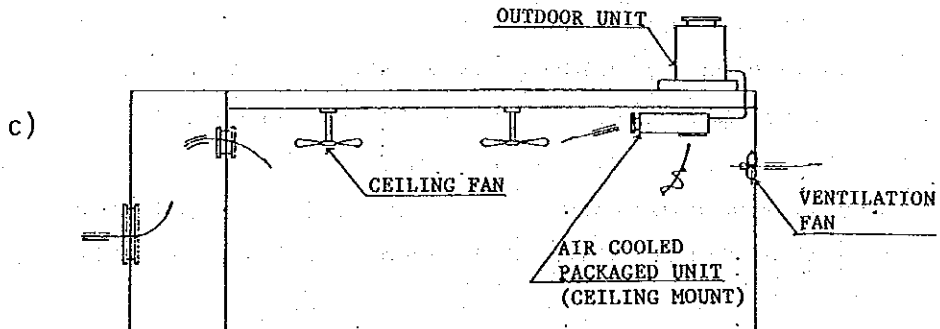 OUTDOOR UNIT
c)
CEILING FAN
VENTILATION
FAN
AIR COOLED
PACKAGED UNIT
(CEILING MOUNT)